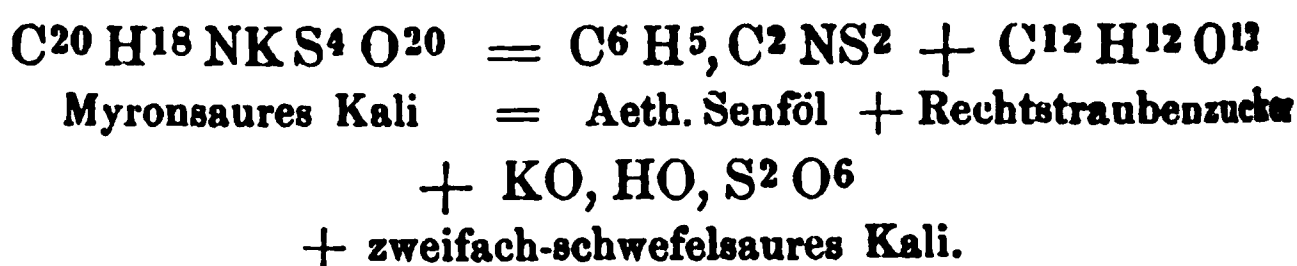 C²⁰ H¹⁸ NK S⁴ O²⁰ = C⁶ H⁵, C² NS² + C¹² H¹² O¹²
Myronsaures Kali = Aeth. Senföl + Rechtstraubenzucker
+ KO, HO, S² O⁶
+ zweifach-schwefelsaures Kali.